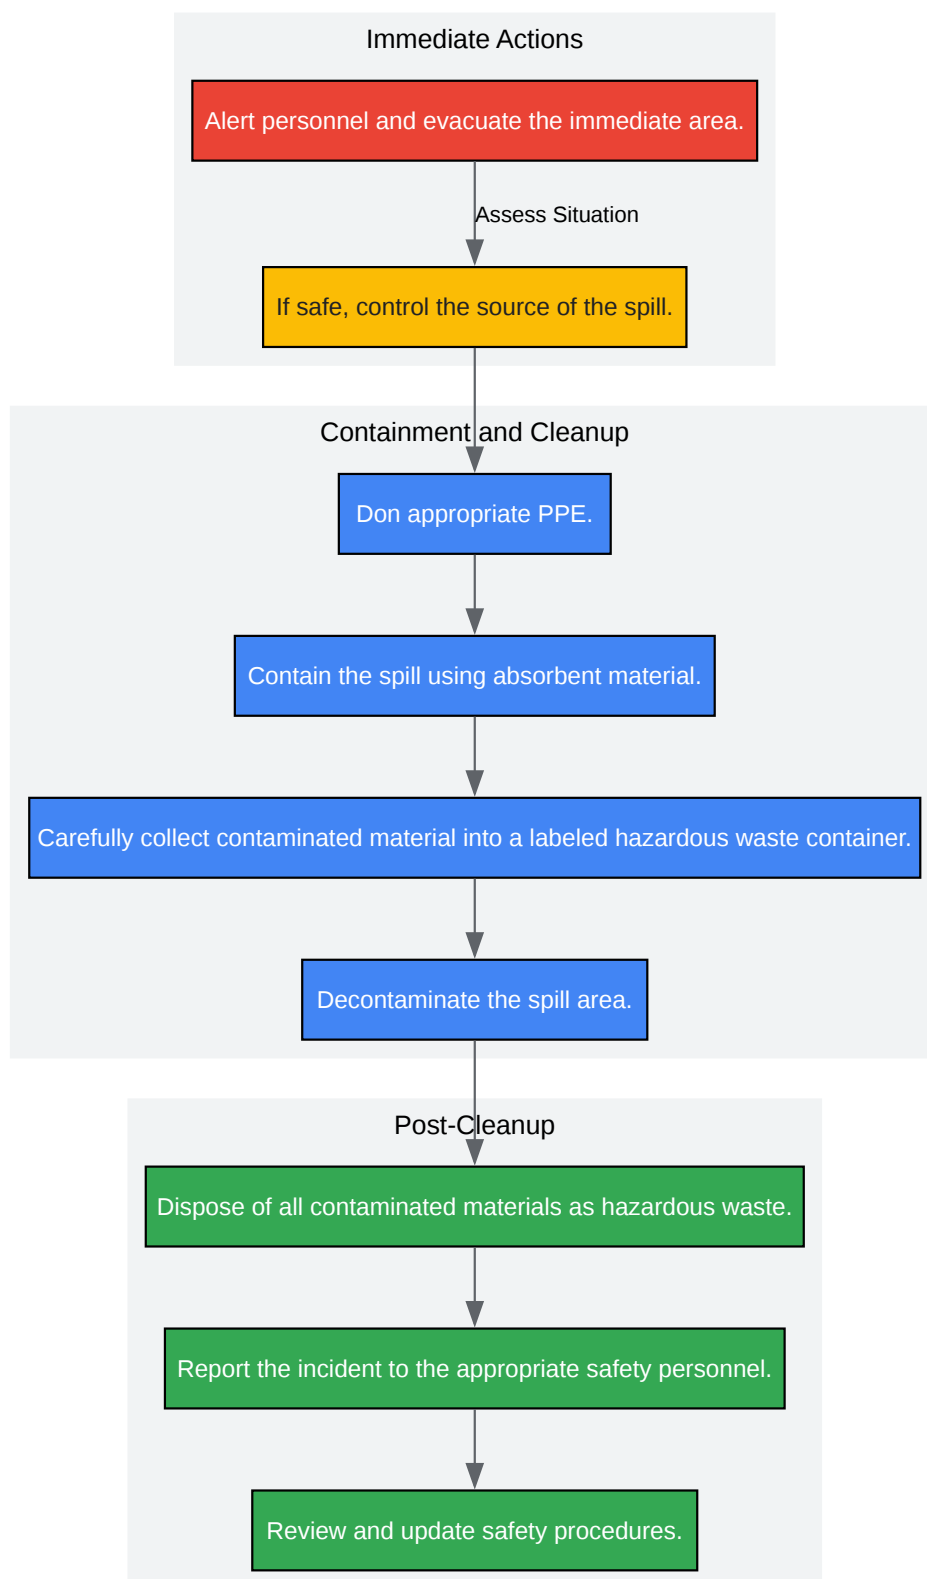 Immediate Actions
Alert personnel and evacuate the immediate area.
Assess Situation
If safe, control the source of the spill.
Containment and Cleanup
Don appropriate PPE.
Contain the spill using absorbent material.
Carefully collect contaminated material into a labeled hazardous waste container.
Decontaminate the spill area.
Post-Cleanup
Dispose of all contaminated materials as hazardous waste.
Report the incident to the appropriate safety personnel.
Review and update safety procedures.